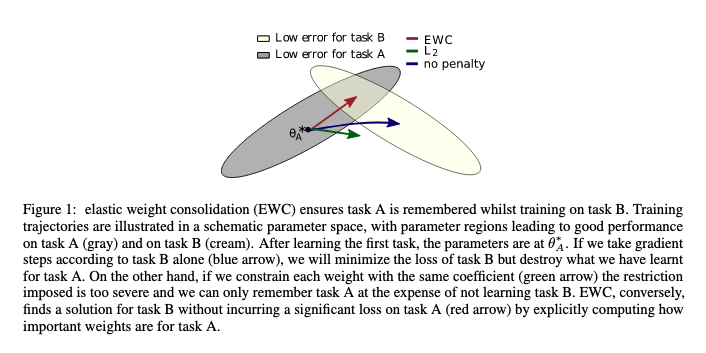 Low error for task B
Low error for task A
EWC
L2
no penalty
θ*A
Figure 1: elastic weight consolidation (EWC) ensures task A is remembered whilst training on task B. Training
trajectories are illustrated in a schematic parameter space, with parameter regions leading to good performance
on task A (gray) and on task B (cream). After learning the first task, the parameters are at θ*A. If we take gradient
steps according to task B alone (blue arrow), we will minimize the loss of task B but destroy what we have learnt
for task A. On the other hand, if we constrain each weight with the same coefficient (green arrow) the restriction
imposed is too severe and we can only remember task A at the expense of not learning task B. EWC, conversely,
finds a solution for task B without incurring a significant loss on task A (red arrow) by explicitly computing how
important weights are for task A.